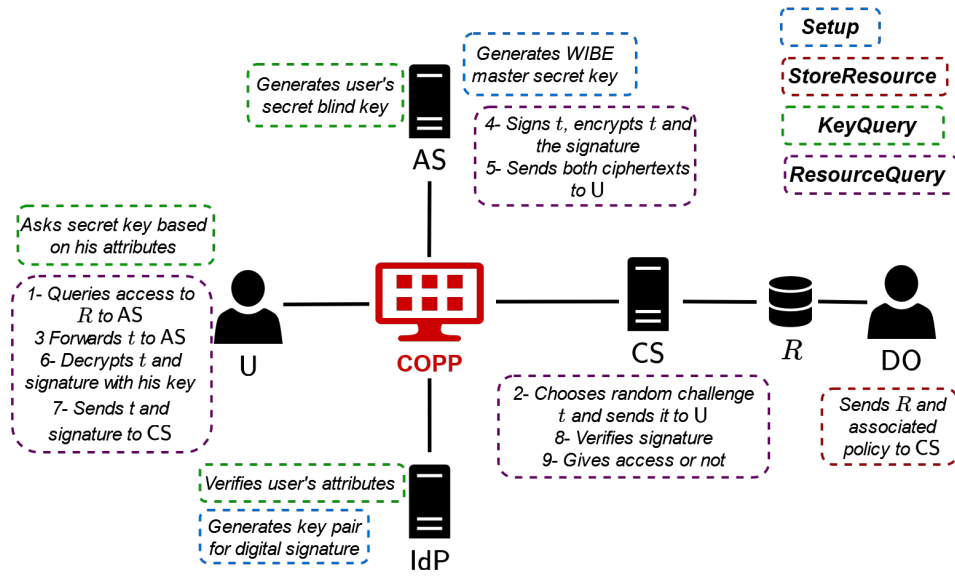 Setup
StoreResource
KeyQuery
ResourceQuery
Generates user's
secret blind key
Generates WIBE
master secret key
AS
4- Signs t, encrypts t and
the signature
5- Sends both ciphertexts
to U
Asks secret key based
on his attributes
1- Queries access to
R to AS
3 Forwards t to AS
6- Decrypts t and
signature with his key
7- Sends t and
signature to CS
U
COPP
CS
R
DO
2- Chooses random challenge
t and sends it to U
8- Verifies signature
9- Gives access or not
Sends R and
associated
policy to CS
Verifies user's attributes
Generates key pair
for digital signature
IdP